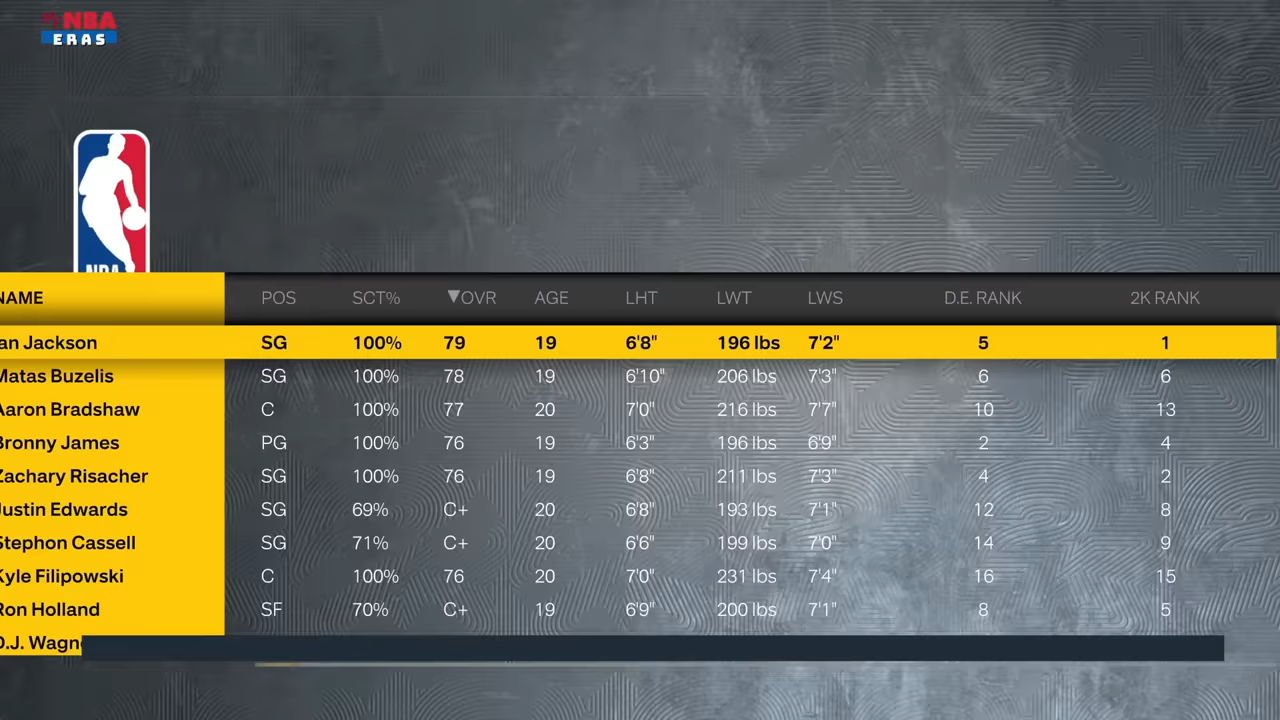 NBA
ERAS
NBA
NAME POS SCT% ▼OVR AGE LHT LWT LWS D.E. RANK 2K RANK
Ian Jackson SG 100% 79 19 6'8" 196 lbs 7'2" 5 1
Matas Buzelis SG 100% 78 19 6'10" 206 lbs 7'3" 6 6
Aaron Bradshaw C 100% 77 20 7'0" 216 lbs 7'7" 10 13
Bronny James PG 100% 76 19 6'3" 196 lbs 6'9" 2 4
Zachary Risacher SG 100% 76 19 6'8" 211 lbs 7'3" 4 2
Justin Edwards SG 69% C+ 20 6'8" 193 lbs 7'1" 12 8
Stephon Cassell SG 71% C+ 20 6'6" 199 lbs 7'0" 14 9
Kyle Filipowski C 100% 76 20 7'0" 231 lbs 7'4" 16 15
Ron Holland SF 70% C+ 19 6'9" 200 lbs 7'1" 8 5
D.J. Wagn